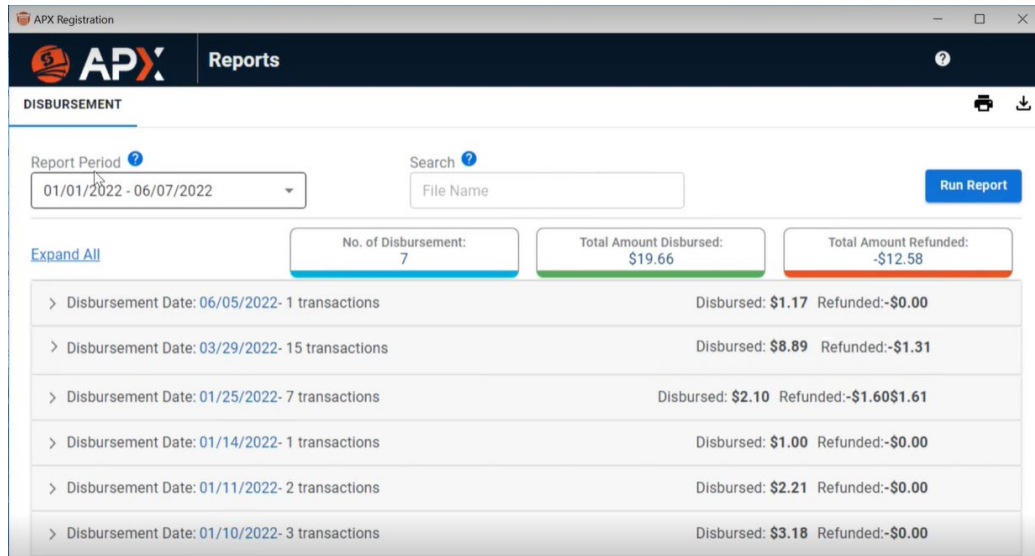 APX Registration
APX Reports
DISBURSEMENT
Report Period Search
01/01/2022 - 06/07/2022 File Name Run Report
Expand All
No. of Disbursement: Total Amount Disbursed: Total Amount Refunded:
7 $19.66 -$12.58
Disbursement Date: 06/05/2022- 1 transactions Disbursed: $1.17 Refunded:-$0.00
Disbursement Date: 03/29/2022- 15 transactions Disbursed: $8.89 Refunded:-$1.31
Disbursement Date: 01/25/2022- 7 transactions Disbursed: $2.10 Refunded:-$1.60$1.61
Disbursement Date: 01/14/2022- 1 transactions Disbursed: $1.00 Refunded:-$0.00
Disbursement Date: 01/11/2022- 2 transactions Disbursed: $2.21 Refunded:-$0.00
Disbursement Date: 01/10/2022- 3 transactions Disbursed: $3.18 Refunded:-$0.00